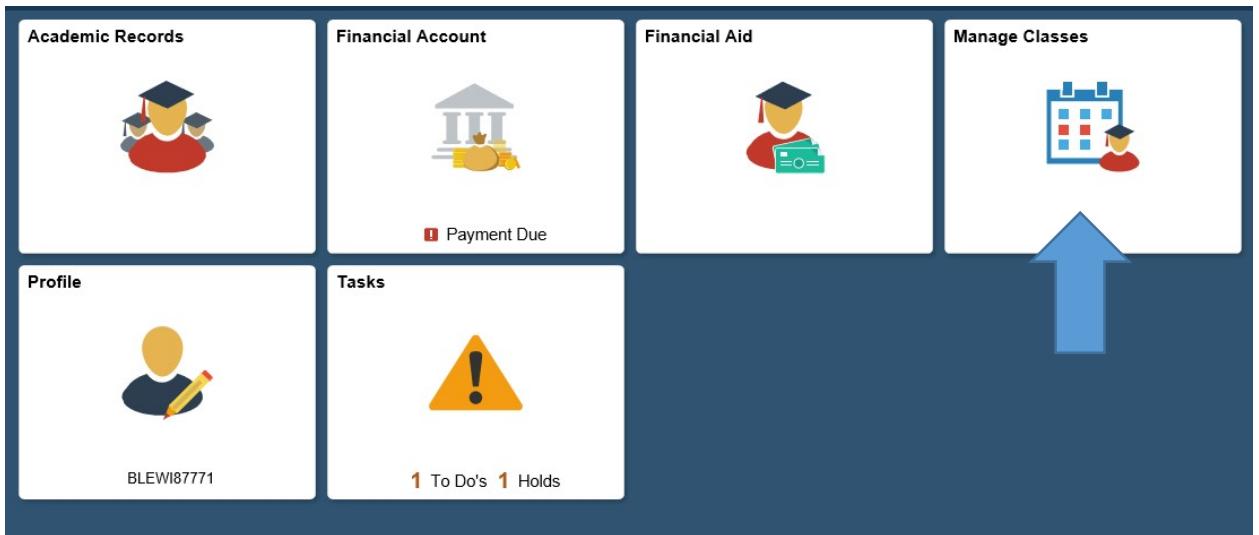 Academic Records
Financial Account
Financial Aid
Manage Classes
Payment Due
Profile
Tasks
BLEWI87771
1 To Do's 1 Holds